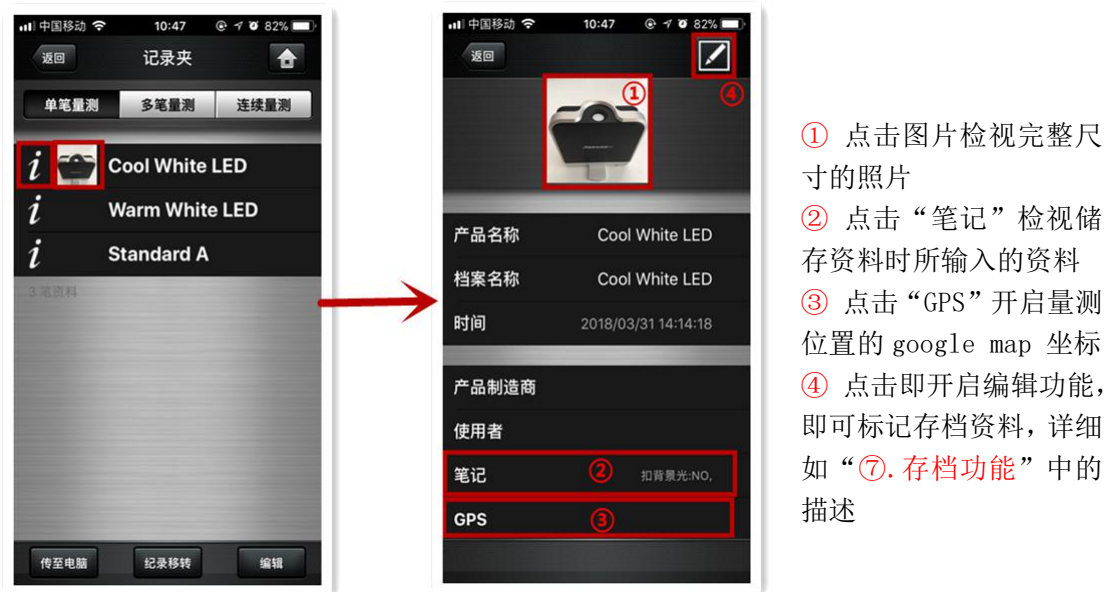 中国移动 10:47 82%
返回 记录夹
单笔量测 多笔量测 连续量测
i Cool White LED
i Warm White LED
i Standard A
3 笔资料
传至电脑 纪录移转 编辑
中国移动 10:47 82%
返回
① ④
产品名称 Cool White LED
档案名称 Cool White LED
时间 2018/03/31 14:14:18
产品制造商
使用者
笔记 ② 扣背景光:NO,
GPS ③
① 点击图片检视完整尺
寸的照片
② 点击“笔记”检视储
存资料时所输入的资料
③ 点击“GPS”开启量测
位置的 google map 坐标
④ 点击即开启编辑功能，
即可标记存档资料，详细
如“⑦.存档功能”中的
描述